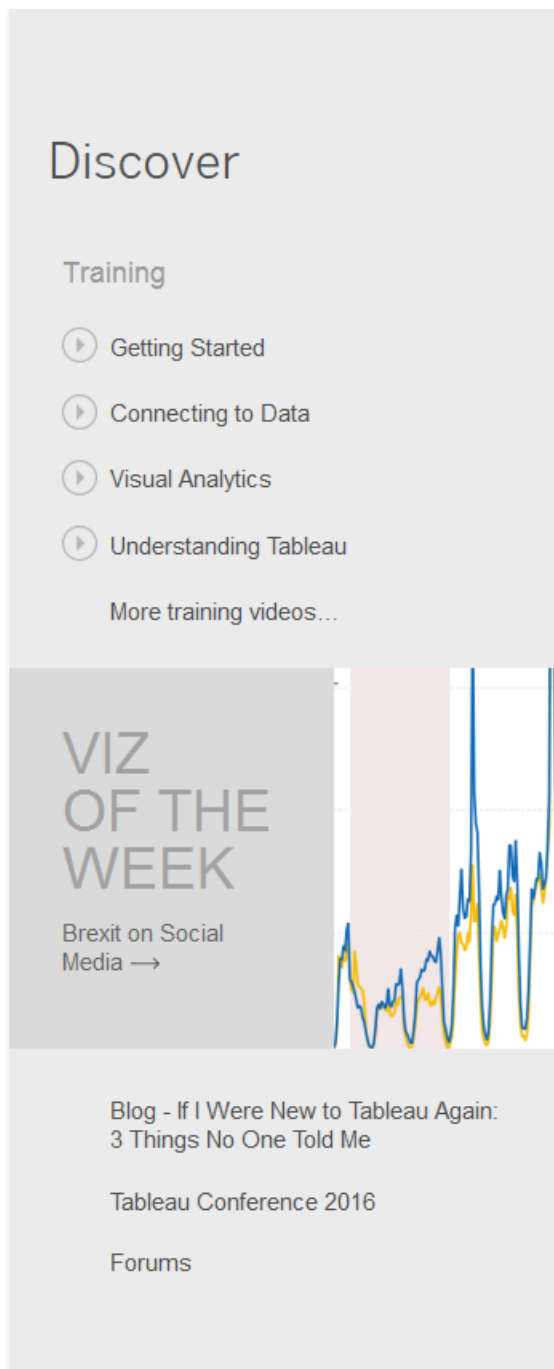 Discover
Training
Getting Started
Connecting to Data
Visual Analytics
Understanding Tableau
More training videos...
VIZ
OF THE
WEEK
Brexit on Social
Media →
Blog - If I Were New to Tableau Again:
3 Things No One Told Me
Tableau Conference 2016
Forums